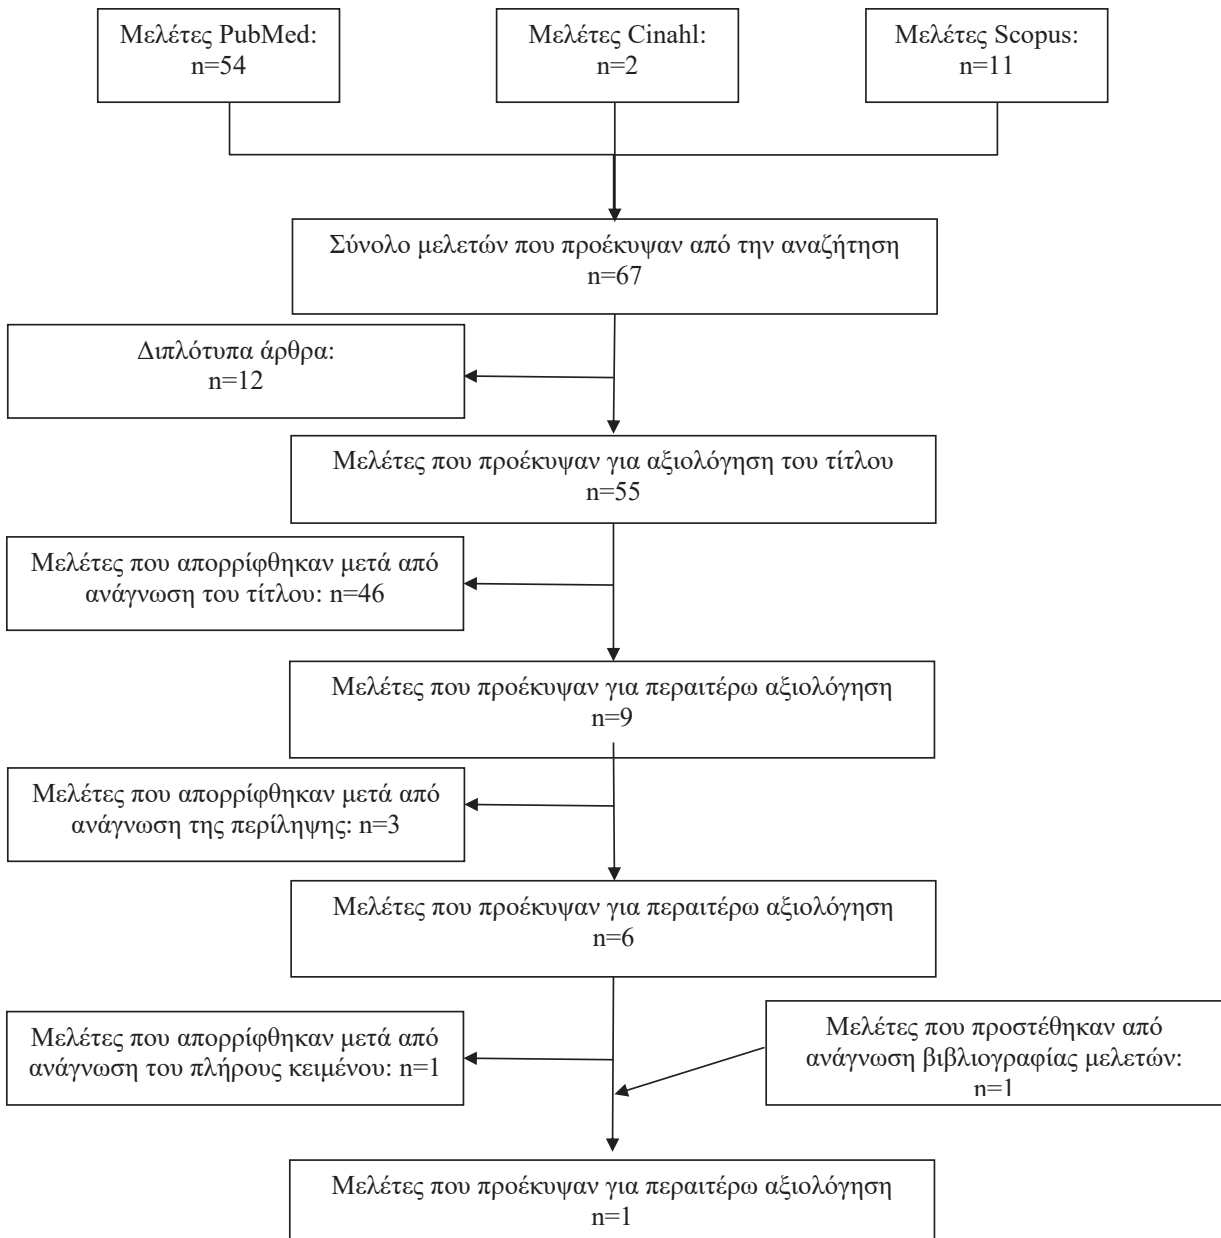 Μελέτες PubMed:
n=54
Μελέτες Cinahl:
n=2
Μελέτες Scopus:
n=11
Σύνολο μελετών που προέκυψαν από την αναζήτηση
n=67
Διπλότυπα άρθρα:
n=12
Μελέτες που προέκυψαν για αξιολόγηση του τίτλου
n=55
Μελέτες που απορρίφθηκαν μετά από
ανάγνωση του τίτλου: n=46
Μελέτες που προέκυψαν για περαιτέρω αξιολόγηση
n=9
Μελέτες που απορρίφθηκαν μετά από
ανάγνωση της περίληψης: n=3
Μελέτες που προέκυψαν για περαιτέρω αξιολόγηση
n=6
Μελέτες που απορρίφθηκαν μετά από
ανάγνωση του πλήρους κειμένου: n=1
Μελέτες που προστέθηκαν από
ανάγνωση βιβλιογραφίας μελετών:
n=1
Μελέτες που προέκυψαν για περαιτέρω αξιολόγηση
n=1